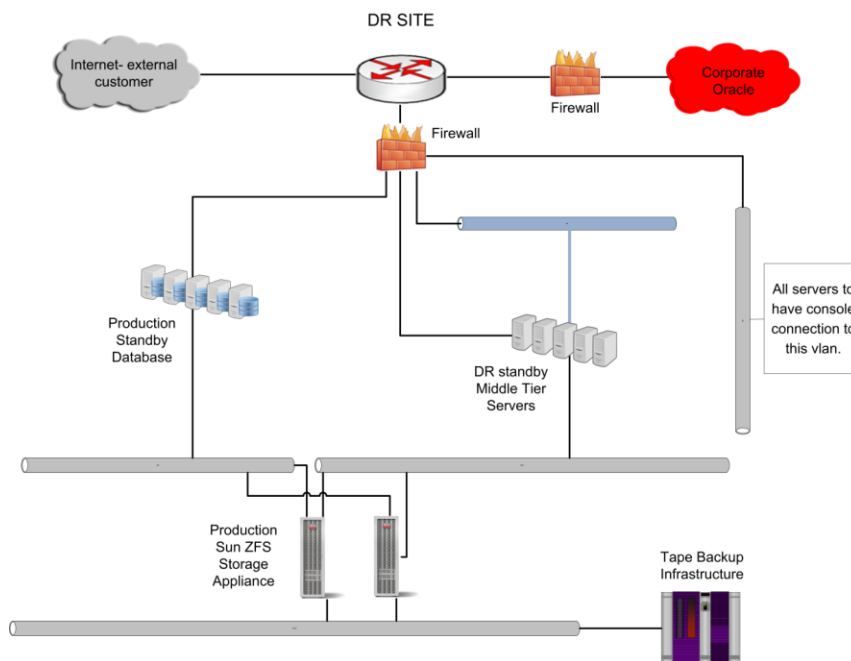 DR SITE
Internet- external
customer
Firewall
Corporate
Oracle
Firewall
Production
Standby
Database
DR standby
Middle Tier
Servers
All servers to
have console
connection to
this vlan.
Production
Sun ZFS
Storage
Appliance
Tape Backup
Infrastructure